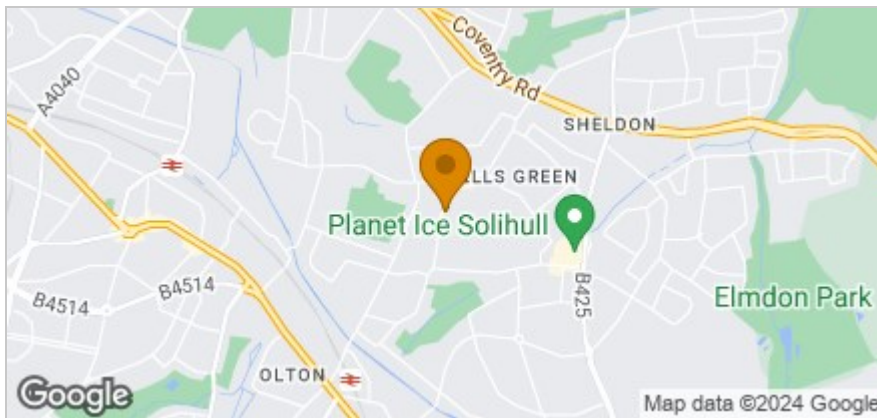 Coventry Rd
A4040
SHELDON
LLS GREEN
Planet Ice Solihull
B4514
B4514
B425
Elmdon Park
OLTON
Google
Map data ©2024 Google